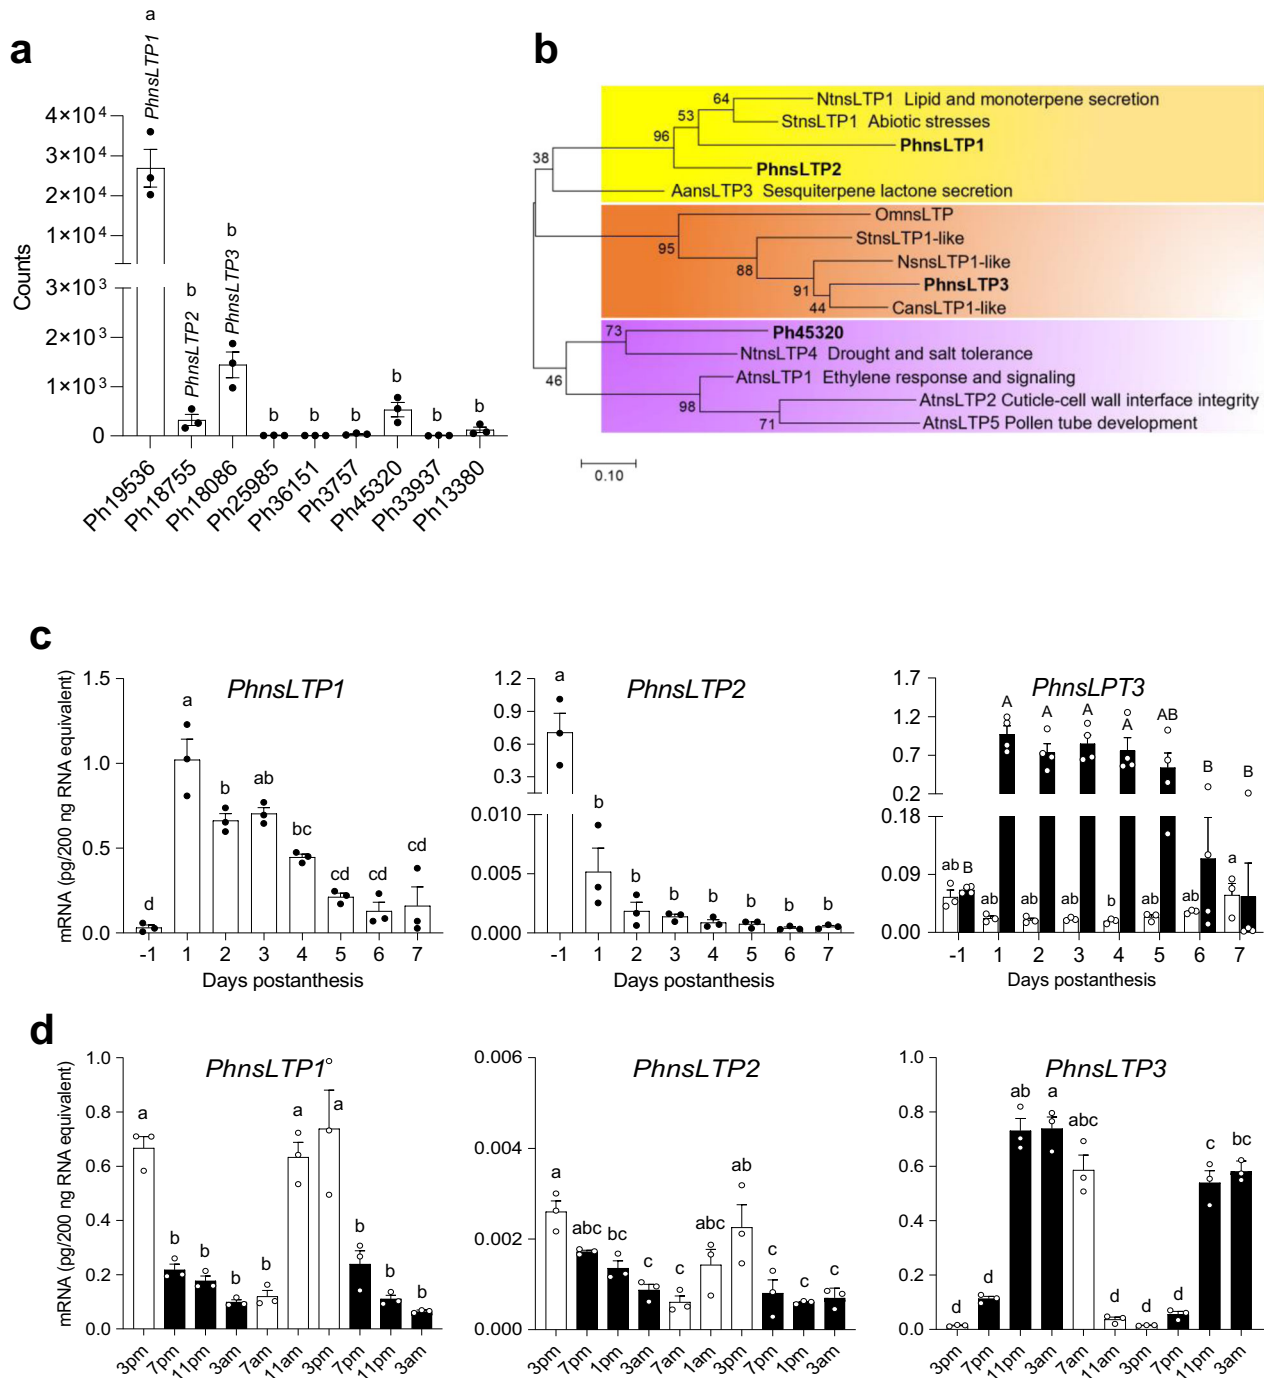 a
a
PhnsLTP1
b
PhnsLTP2
b
PhnsLTP3
b
b
b
b
b
b
Counts
4×10⁴
3×10⁴
2×10⁴
1×10⁴
3×10³
2×10³
1×10³
0
Ph19536
Ph18755
Ph18086
Ph25985
Ph36151
Ph3757
Ph45320
Ph33937
Ph13380
b
64
53
96
38
95
88
91
44
73
46
98
71
NtnsLTP1 Lipid and monoterpene secretion
StnsLTP1 Abiotic stresses
PhnsLTP1
PhnsLTP2
AansLTP3 Sesquiterpene lactone secretion
OmnsLTP
StnsLTP1-like
NsnsLTP1-like
PhnsLTP3
CansLTP1-like
Ph45320
NtnsLTP4 Drought and salt tolerance
AtnsLTP1 Ethylene response and signaling
AtnsLTP2 Cuticle-cell wall interface integrity
AtnsLTP5 Pollen tube development
0.10
c
mRNA (pg/200 ng RNA equivalent)
PhnsLTP1
1.5
1.0
0.5
0.0
d a b ab bc cd cd cd
-1 1 2 3 4 5 6 7
Days postanthesis
PhnsLTP2
1.2
0.9
0.6
0.3
0.010
0.005
0.000
a b b b b b b b
-1 1 2 3 4 5 6 7
Days postanthesis
PhnsLPT3
1.7
1.2
0.7
0.2
0.18
0.09
0.00
A A A A AB B B
ab B ab ab ab b ab ab a
-1 1 2 3 4 5 6 7
Days postanthesis
d
mRNA (pg/200 ng RNA equivalent)
PhnsLTP1
1.0
0.8
0.6
0.4
0.2
0.0
a b b b b a a b b b
3pm 7pm 11pm 3am 7am 11am 3pm 7pm 11pm 3am
PhnsLTP2
0.006
0.004
0.002
0.000
a abc bc c c abc ab c c c
3pm 7pm 1pm 3am 7am 1am 3pm 7pm 1pm 3am
PhnsLTP3
1.0
0.8
0.6
0.4
0.2
0.0
d d ab a abc d d d c bc
3pm 7pm 11pm 3am 7am 11am 3pm 7pm 11pm 3am